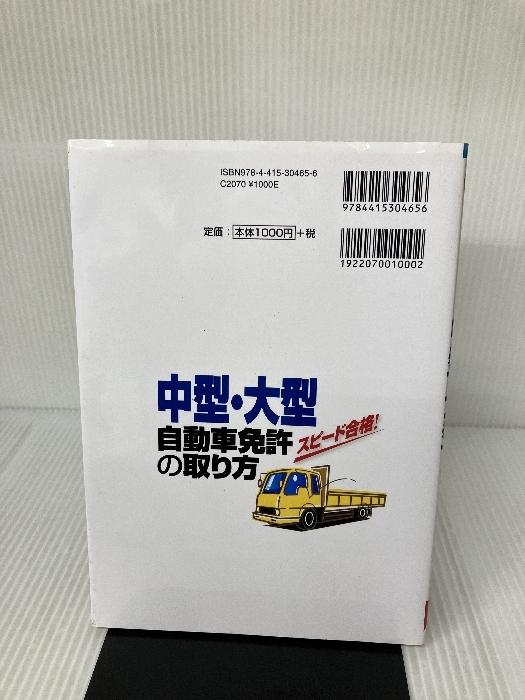 ISBN978-4-415-30465-6
C2070 ¥1000E
9784415304656
定価：本体1000円＋税
1922070010002
中型・大型
自動車免許
の取り方
スピード合格！